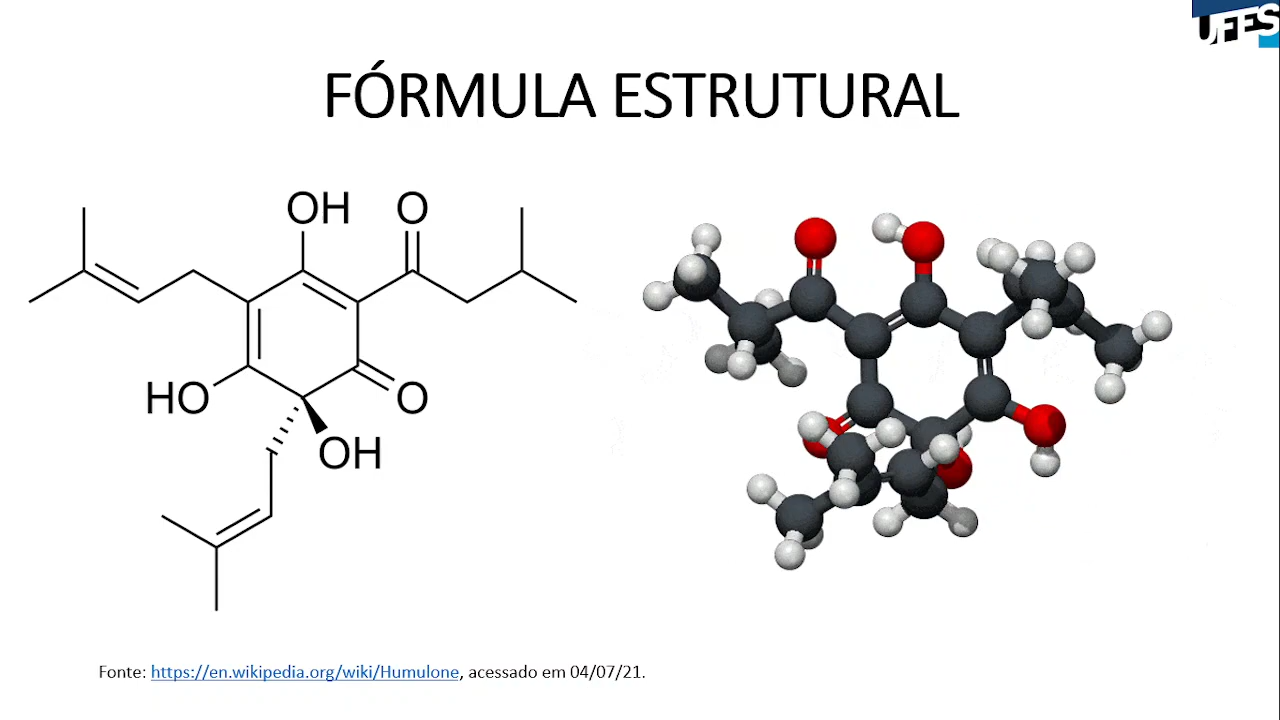 UFES
FÓRMULA ESTRUTURAL
OH O
HO O
OH
Fonte: https://en.wikipedia.org/wiki/Humulone, acessado em 04/07/21.